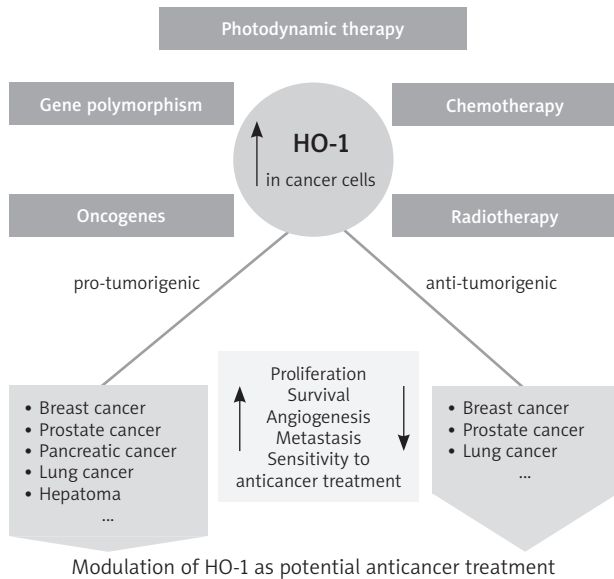 Photodynamic therapy
Gene polymorphism
Chemotherapy
HO-1
in cancer cells
Oncogenes
Radiotherapy
pro-tumorigenic
anti-tumorigenic
• Breast cancer
• Prostate cancer
• Pancreatic cancer
• Lung cancer
• Hepatoma
...
Proliferation
Survival
Angiogenesis
Metastasis
Sensitivity to
anticancer treatment
• Breast cancer
• Prostate cancer
• Lung cancer
...
Modulation of HO-1 as potential anticancer treatment